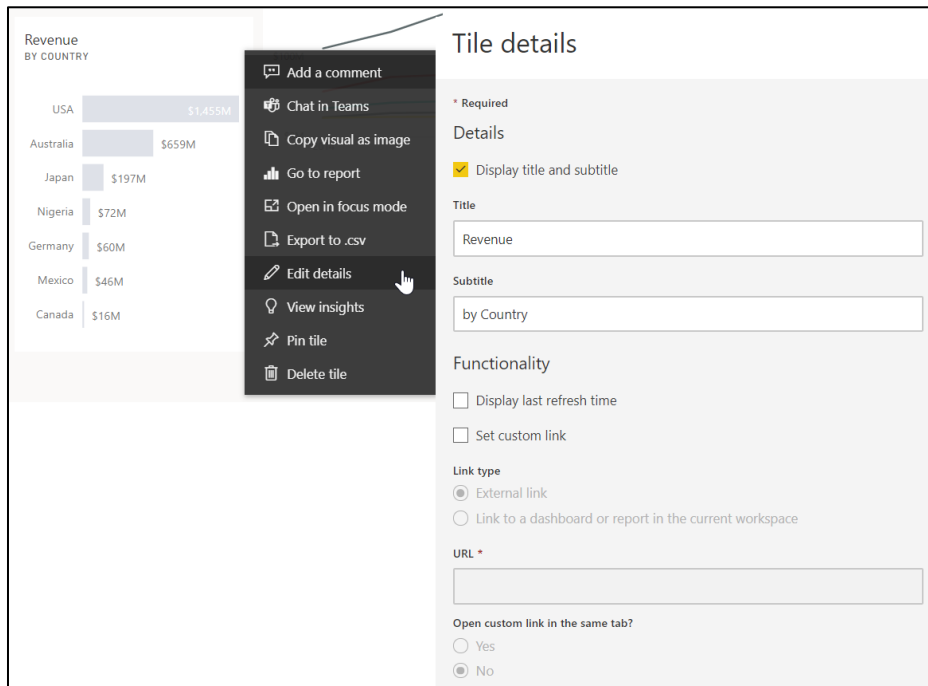 Revenue
BY COUNTRY
USA $1,455M
Australia $659M
Japan $197M
Nigeria $72M
Germany $60M
Mexico $46M
Canada $16M
Add a comment
Chat in Teams
Copy visual as image
Go to report
Open in focus mode
Export to .csv
Edit details
View insights
Pin tile
Delete tile
Tile details
* Required
Details
Display title and subtitle
Title
Revenue
Subtitle
by Country
Functionality
Display last refresh time
Set custom link
Link type
External link
Link to a dashboard or report in the current workspace
URL *
Open custom link in the same tab?
Yes
No